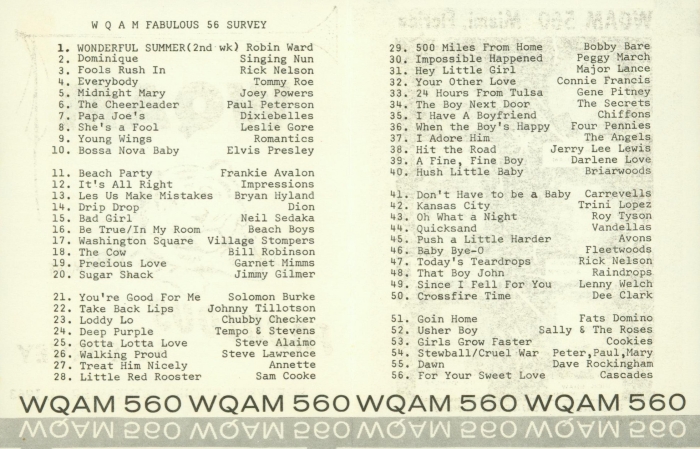 W Q A M FABULOUS 56 SURVEY
1. WONDERFUL SUMMER(2nd wk) Robin Ward
2. Dominique Singing Nun
3. Fools Rush In Rick Nelson
4. Everybody Tommy Roe
5. Midnight Mary Joey Powers
6. The Cheerleader Paul Peterson
7. Papa Joe's Dixiebelles
8. She's a Fool Leslie Gore
9. Young Wings Romantics
10. Bossa Nova Baby Elvis Presley
11. Beach Party Frankie Avalon
12. It's All Right Impressions
13. Les Us Make Mistakes Bryan Hyland
14. Drip Drop Dion
15. Bad Girl Neil Sedaka
16. Be True/In My Room Beach Boys
17. Washington Square Village Stompers
18. The Cow Bill Robinson
19. Precious Love Garnet Mimms
20. Sugar Shack Jimmy Gilmer
21. You're Good For Me Solomon Burke
22. Take Back Lips Johnny Tillotson
23. Loddy Lo Chubby Checker
24. Deep Purple Tempo & Stevens
25. Gotta Lotta Love Steve Alaimo
26. Walking Proud Steve Lawrence
27. Treat Him Nicely Annette
28. Little Red Rooster Sam Cooke
29. 500 Miles From Home Bobby Bare
30. Impossible Happened Peggy March
31. Hey Little Girl Major Lance
32. Your Other Love Connie Francis
33. 24 Hours From Tulsa Gene Pitney
34. The Boy Next Door The Secrets
35. I Have A Boyfriend Chiffons
36. When the Boy's Happy Four Pennies
37. I Adore Him The Angels
38. Hit the Road Jerry Lee Lewis
39. A Fine, Fine Boy Darlene Love
40. Hush Little Baby Briarwoods
41. Don't Have to be a Baby Carrevells
42. Kansas City Trini Lopez
43. Oh What a Night Roy Tyson
44. Quicksand Vandellas
45. Push a Little Harder Avons
46. Baby Bye-O Fleetwoods
47. Today's Teardrops Rick Nelson
48. That Boy John Raindrops
49. Since I Fell For You Lenny Welch
50. Crossfire Time Dee Clark
51. Goin Home Fats Domino
52. Usher Boy Sally & The Roses
53. Girls Grow Faster Cookies
54. Stewball/Cruel War Peter,Paul,Mary
55. Dawn Dave Rockingham
56. For Your Sweet Love Cascades
WQAM 560 WQAM 560 WQAM 560 WQAM 560
WQAM 560 WQAM 560 WQAM 560 WQAM 560
WQAM 560 Miami, Florida